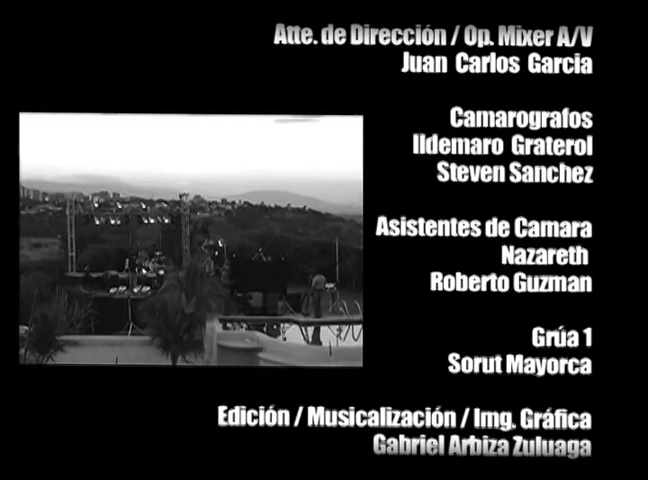 Atte. de Dirección / Op. Mixer A/V
Juan Carlos Garcia
Camarografos
Ildemaro Graterol
Steven Sanchez
Asistentes de Camara
Nazareth
Roberto Guzman
Grúa 1
Sorut Mayorca
Edición / Musicalización / Img. Gráfica
Gabriel Arbiza Zuluaga